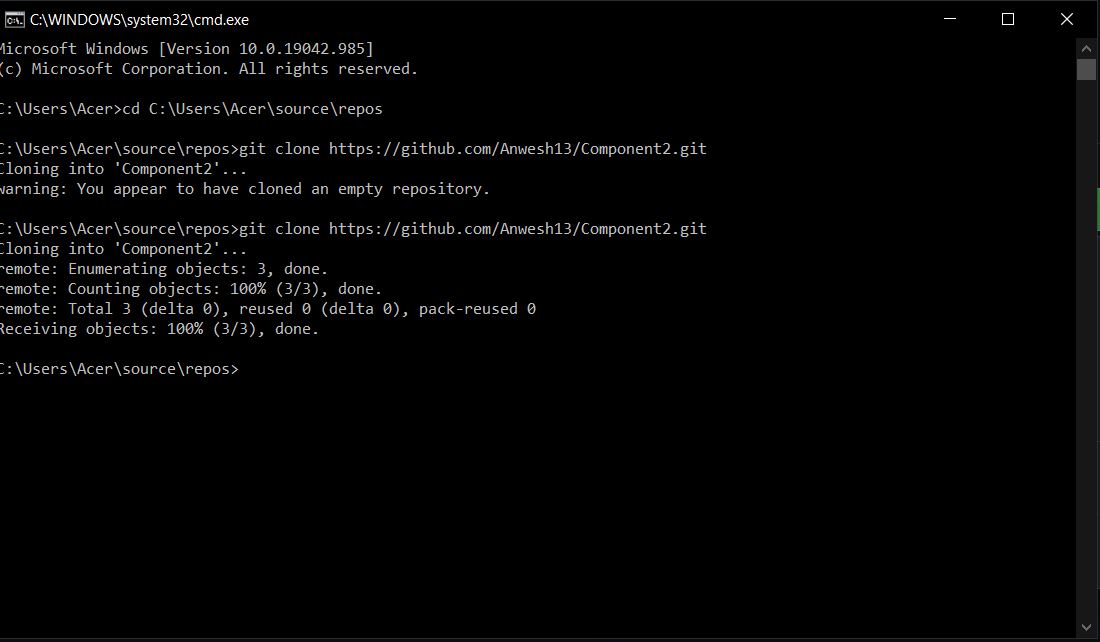 C:\WINDOWS\system32\cmd.exe
Microsoft Windows [Version 10.0.19042.985]
(c) Microsoft Corporation. All rights reserved.
C:\Users\Acer>cd C:\Users\Acer\source\repos
C:\Users\Acer\source\repos>git clone https://github.com/Anwesh13/Component2.git
Cloning into 'Component2'...
warning: You appear to have cloned an empty repository.
C:\Users\Acer\source\repos>git clone https://github.com/Anwesh13/Component2.git
Cloning into 'Component2'...
remote: Enumerating objects: 3, done.
remote: Counting objects: 100% (3/3), done.
remote: Total 3 (delta 0), reused 0 (delta 0), pack-reused 0
Receiving objects: 100% (3/3), done.
C:\Users\Acer\source\repos>